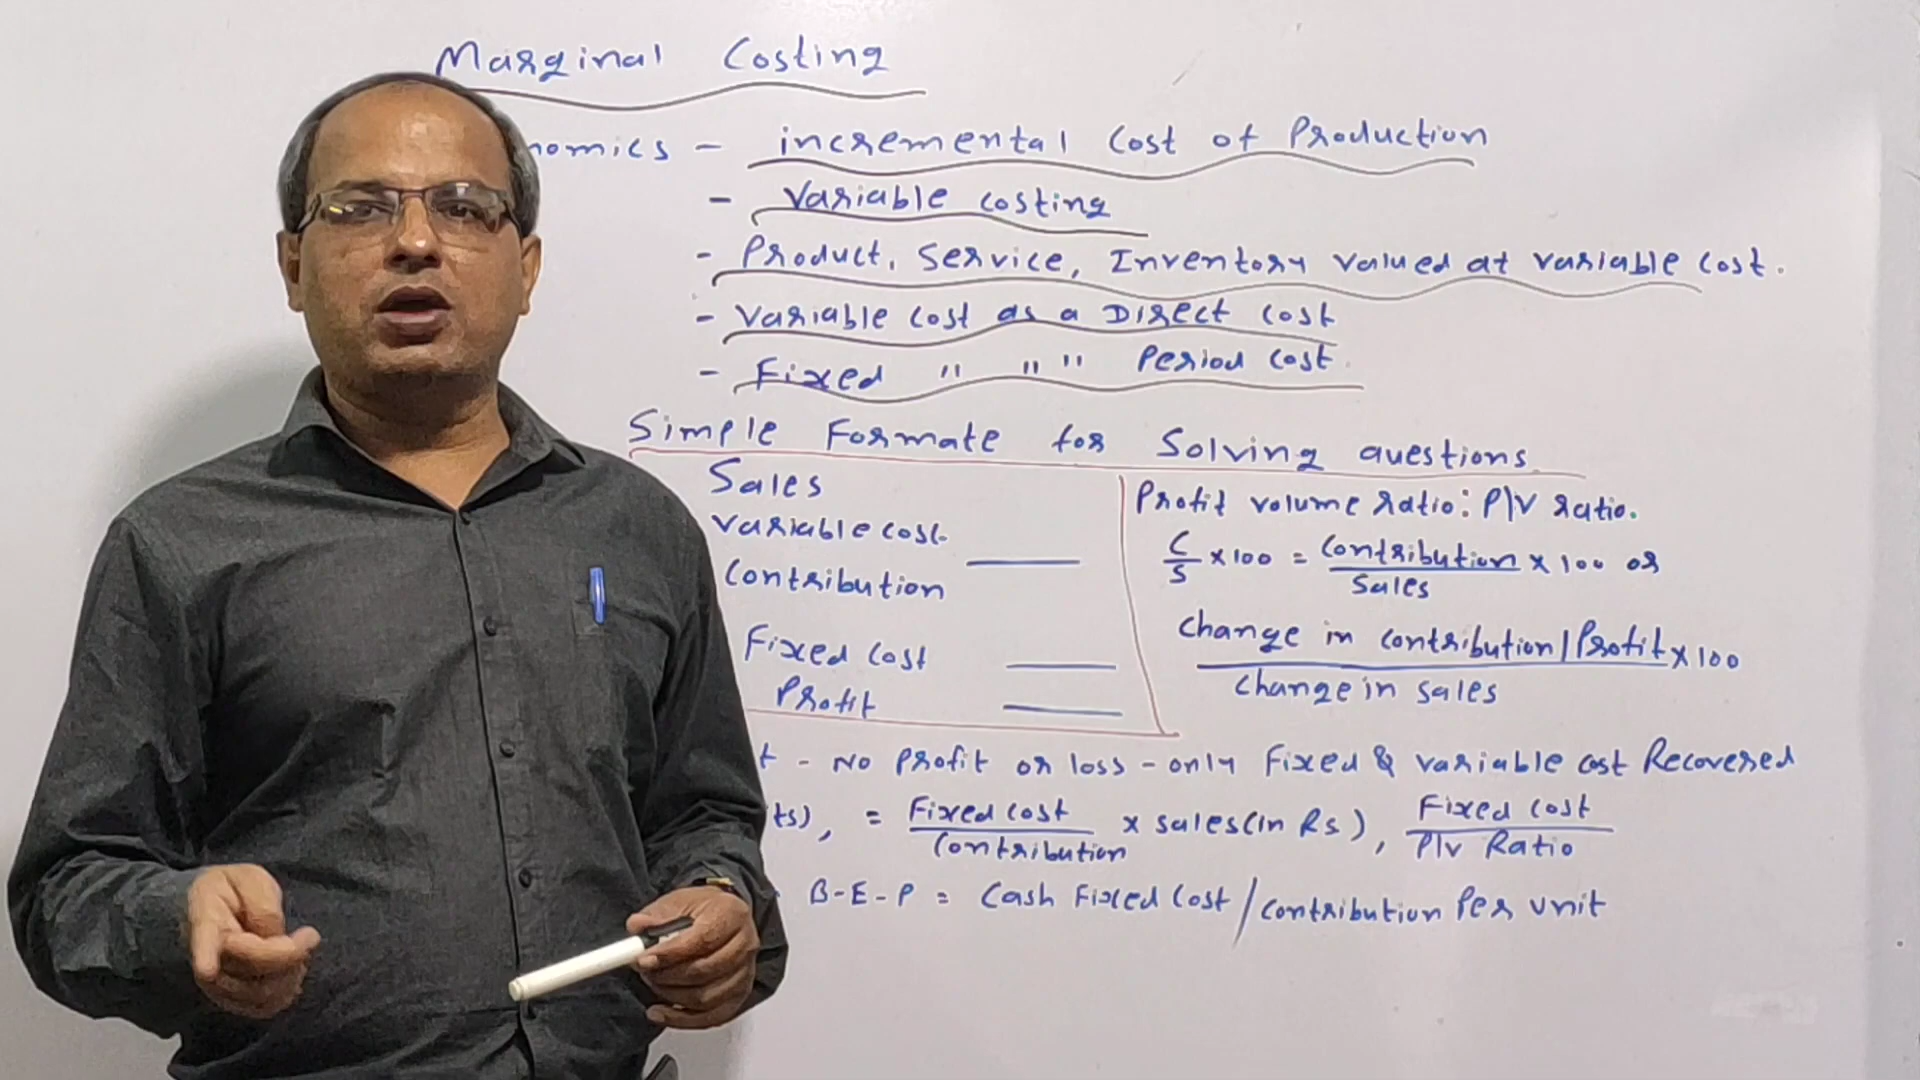 Marginal Costing
nomics - incremental Cost of Production
- Variable costing
- Product, Service, Inventory valued at variable cost.
- Variable cost as a Direct cost
- Fixed " " " Period cost.
Simple Formate for Solving questions
Sales
Variable cost
Contribution
Fixed cost
Profit
Profit volume ratio: P/V ratio.
C/S x 100 = Contribution/Sales x 100 or
Change in contribution/Profit x 100
Change in sales
t - No profit or loss - only Fixed & variable cost Recovered
ts), = Fixed cost/Contribution x sales (in Rs), Fixed cost/P/v Ratio
B-E-P = Cash Fixed Cost/contribution Per unit